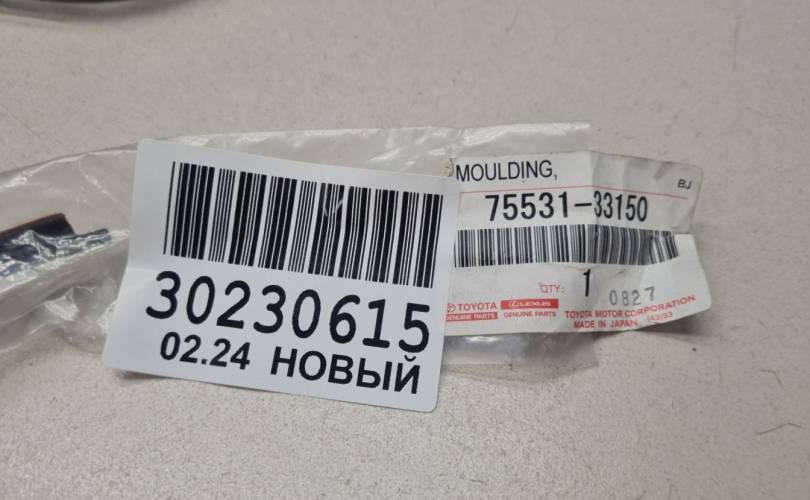 30230615
02.24 НОВЫЙ
MOULDING,
BJ
75531-33150
QTY: 1
0827
TOYOTA
GENUINE PARTS
LEXUS
GENUINE PARTS
TOYOTA MOTOR CORPORATION
MADE IN JAPAN